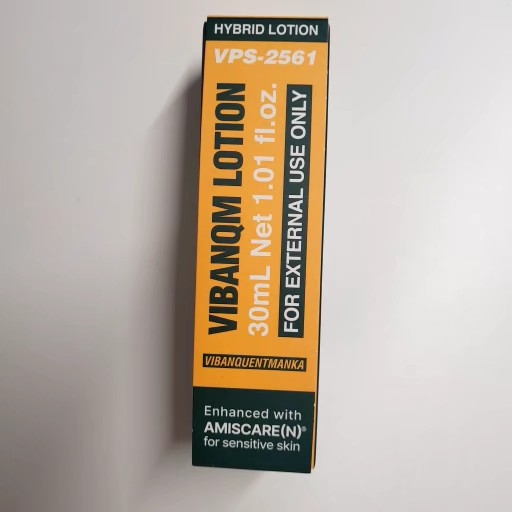 HYBRID LOTION
VPS-2561
VIBANQM LOTION
30mL Net 1.01 fl.oz.
FOR EXTERNAL USE ONLY
VIBANQUENTMANKA
Enhanced with
AMISCARE(N)®
for sensitive skin